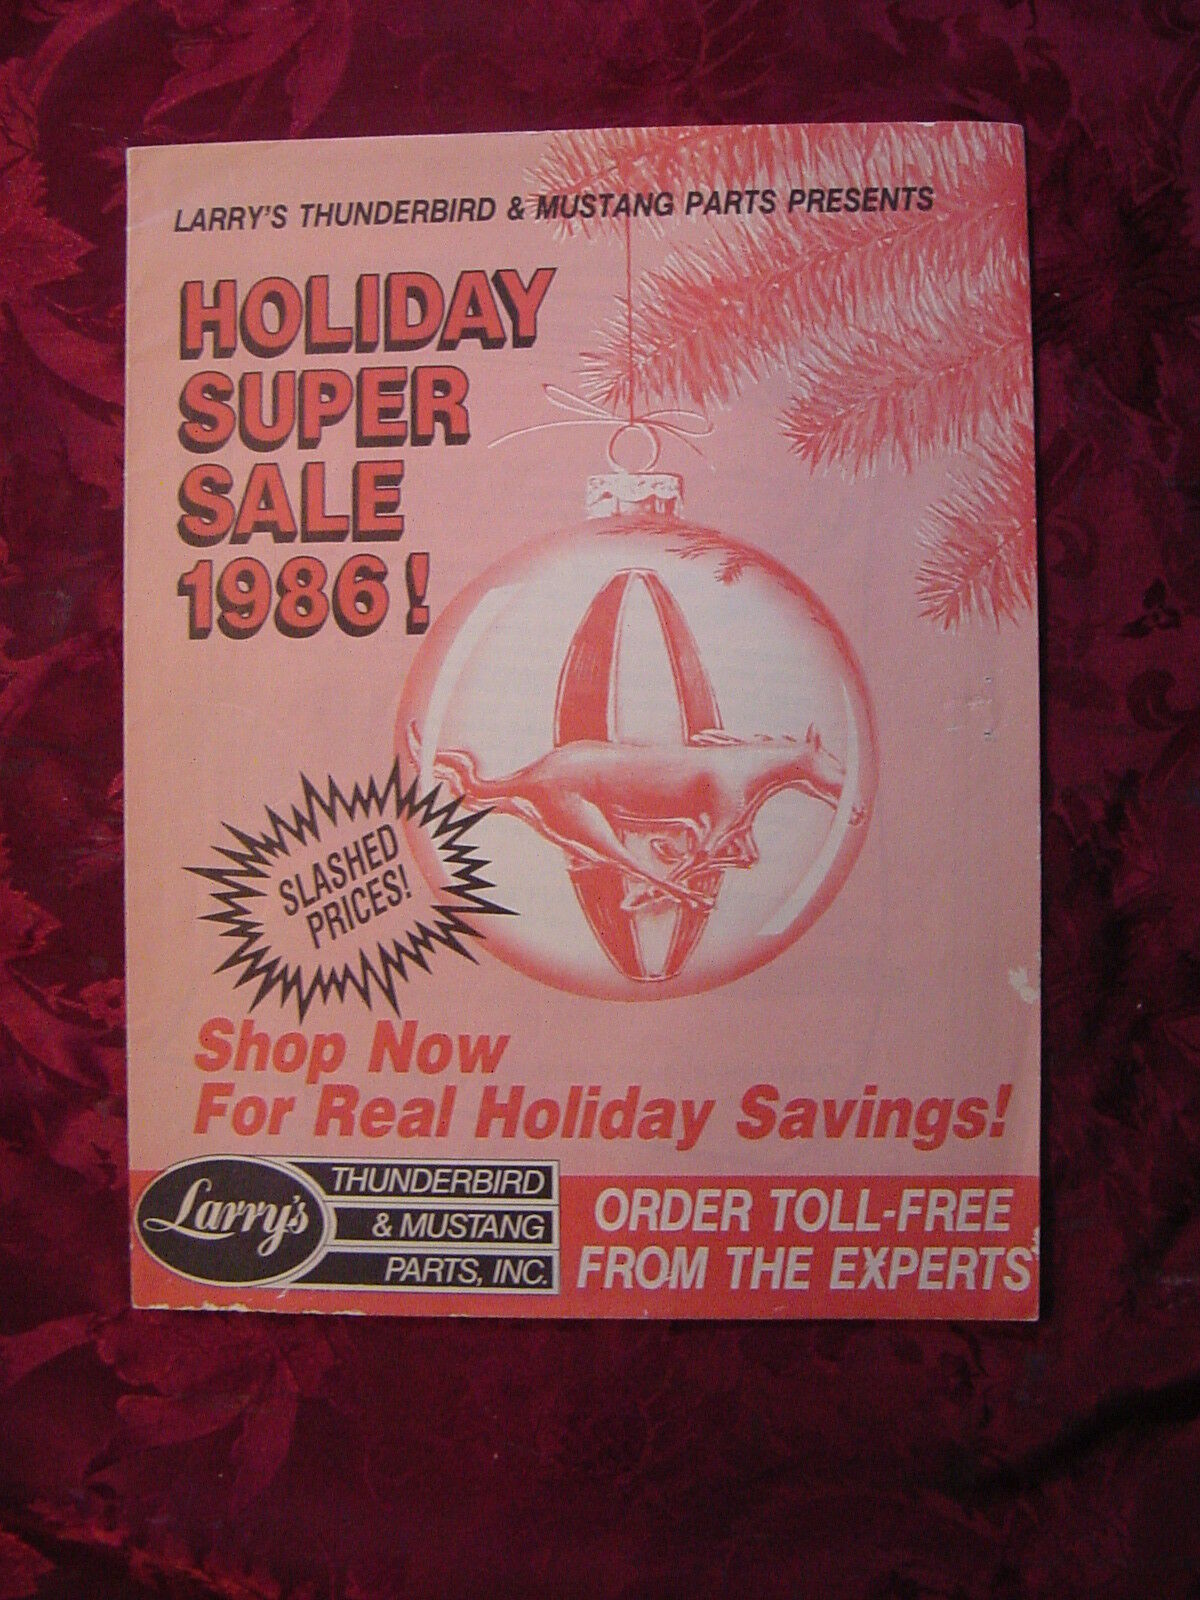 LARRY'S THUNDERBIRD & MUSTANG PARTS PRESENTS
HOLIDAY
SUPER
SALE
1986!
SLASHED
PRICES!
Shop Now
For Real Holiday Savings!
Larry's
THUNDERBIRD
& MUSTANG
PARTS, INC.
ORDER TOLL-FREE
FROM THE EXPERTS